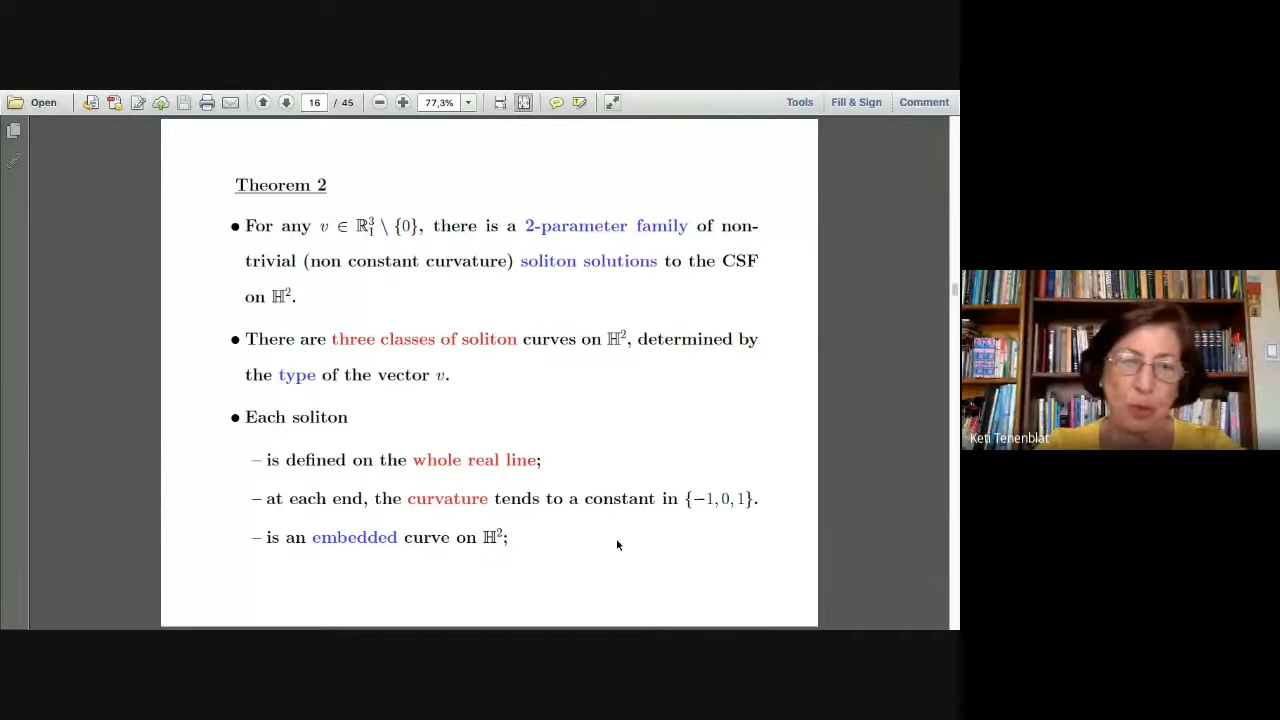 Open 16 / 45 77,3% Tools Fill & Sign Comment
Theorem 2
• For any v ∈ ℝ³₁ \ {0}, there is a 2-parameter family of non-
trivial (non constant curvature) soliton solutions to the CSF
on ℍ².
• There are three classes of soliton curves on ℍ², determined by
the type of the vector v.
• Each soliton
– is defined on the whole real line;
– at each end, the curvature tends to a constant in {−1, 0, 1}.
– is an embedded curve on ℍ²;
Keti Tenenblat